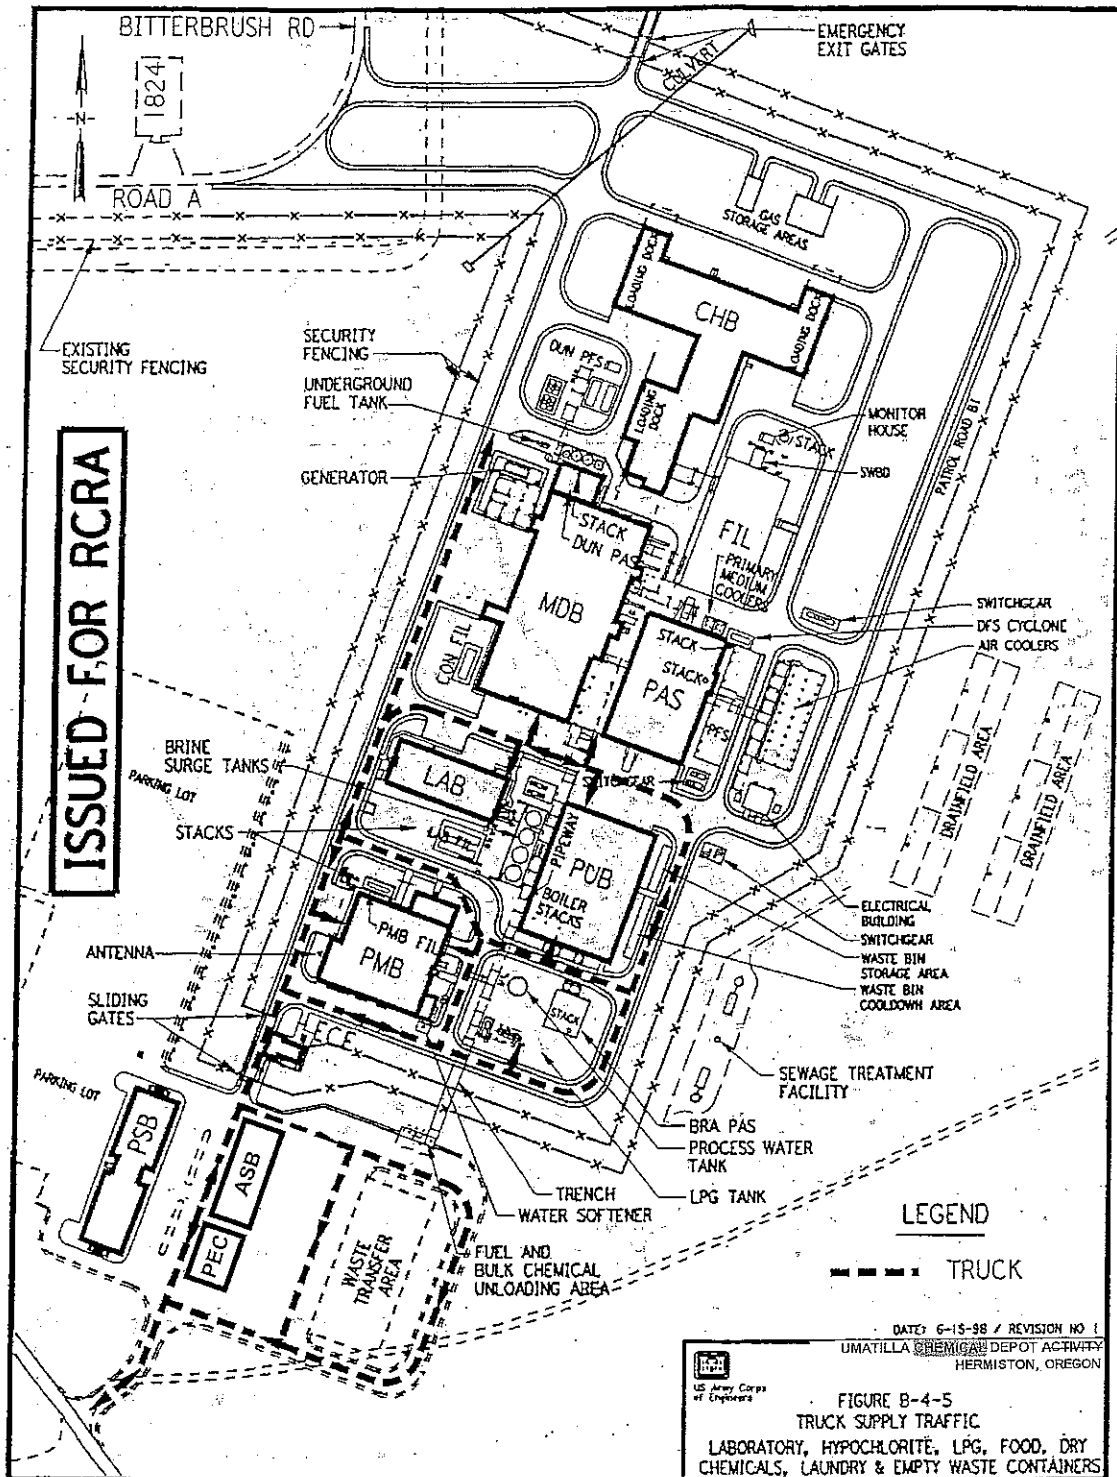 BITTERBRUSH RD
EMERGENCY
EXIT GATES
CULVERT
1824
N
ROAD A
GAS
STORAGE AREAS
LOADING DOCK
CHB
LOADING DOCK
EXISTING
SECURITY FENCING
SECURITY
FENCING
DUN PFS
UNDERGROUND
FUEL TANK
LOADING
DOCK
MONITOR
HOUSE
STACK
SWBD
PATROL ROAD B1
GENERATOR
ISSUED FOR RCRA
STACK
DUN PAS
FIL
PRIMARY
MEDIUM
COOLERS
MDB
SWITCHGEAR
DFS CYCLONE
AIR COOLERS
CON FIL
STACK
STACK
PAS
PFS
DRAINFIELD AREA
DRAINFIELD AREA
BRINE
SURGE TANKS
PARKING LOT
LAB
SWITCHGEAR
STACKS
PIPEWAY
PUB
BOILER
STACKS
ELECTRICAL
BUILDING
SWITCHGEAR
WASTE BIN
STORAGE AREA
WASTE BIN
COOLDOWN AREA
PMB FIL
PMB
ANTENNA
SLIDING
GATES
ECF
STACK
SEWAGE TREATMENT
FACILITY
PARKING LOT
PSB
ASB
PEC
BRA PAS
PROCESS WATER
TANK
LPG TANK
TRENCH
WATER SOFTENER
WASTE
TRANSFER
AREA
FUEL AND
BULK CHEMICAL
UNLOADING AREA
LEGEND
TRUCK
DATE: 6-15-98 / REVISION NO 1
UMATILLA CHEMICAL DEPOT ACTIVITY
HERMISTON, OREGON
US Army Corps
of Engineers
FIGURE B-4-5
TRUCK SUPPLY TRAFFIC
LABORATORY, HYPOCHLORITE, LPG, FOOD, DRY
CHEMICALS, LAUNDRY & EMPTY WASTE CONTAINERS